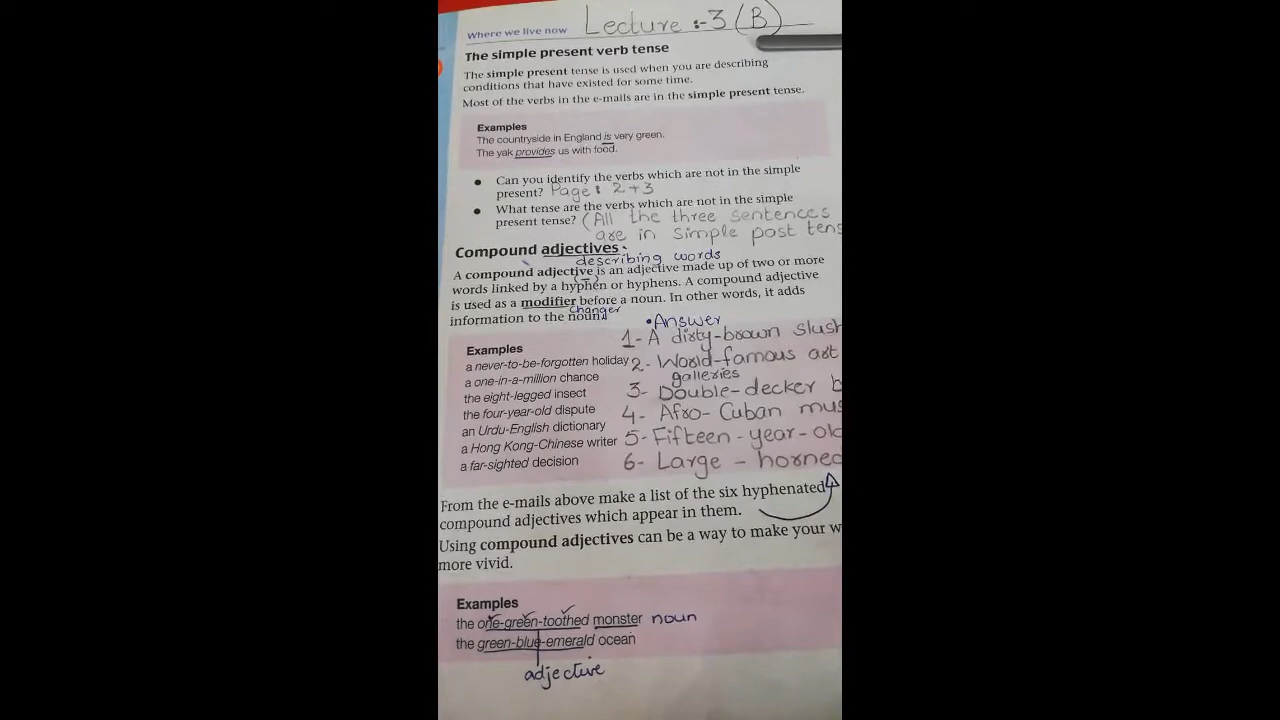 Where we live now Lecture :-3 (B)
The simple present verb tense
The simple present tense is used when you are describing
conditions that have existed for some time.
Most of the verbs in the e-mails are in the simple present tense.
Examples
The countryside in England is very green.
The yak provides us with food.
• Can you identify the verbs which are not in the simple
present? Page: 2+3
• What tense are the verbs which are not in the simple
present tense? (All the three sentences
are in simple past tens
Compound adjectives.
describing words
A compound adjective is an adjective made up of two or more
(-)
words linked by a hyphen or hyphens. A compound adjective
is used as a modifier before a noun. In other words, it adds
changer
information to the noun.
• Answer
1- A dirty-brown slush
Examples
a never-to-be-forgotten holiday 2- World-famous art
galleries
a one-in-a-million chance
the eight-legged insect 3- Double-decker b
the four-year-old dispute 4- Afro-Cuban mus
an Urdu-English dictionary
a Hong Kong-Chinese writer 5- Fifteen-year-old
a far-sighted decision 6- Large-horned
From the e-mails above make a list of the six hyphenated
compound adjectives which appear in them.
Using compound adjectives can be a way to make your w
more vivid.
Examples
the one-green-toothed monster noun
the green-blue-emerald ocean
adjective